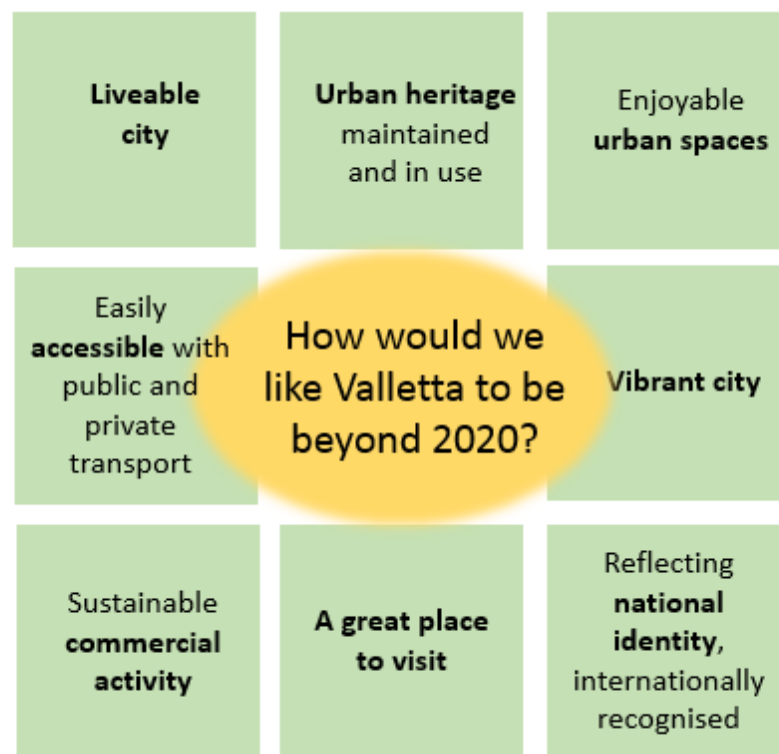 Liveable
city
Urban heritage
maintained
and in use
Enjoyable
urban spaces
Easily
accessible with
public and
private
transport
How would we
like Valletta to be
beyond 2020?
Vibrant city
Sustainable
commercial
activity
A great place
to visit
Reflecting
national
identity,
internationally
recognised